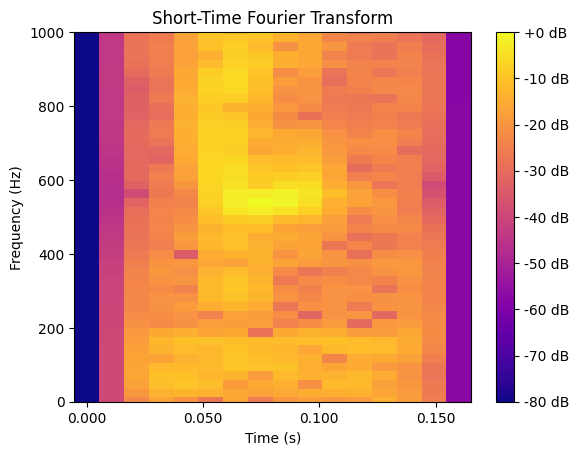 Short-Time Fourier Transform
Frequency (Hz)
1000
800
600
400
200
0
0.000
0.050
0.100
0.150
Time (s)
+0 dB
-10 dB
-20 dB
-30 dB
-40 dB
-50 dB
-60 dB
-70 dB
-80 dB